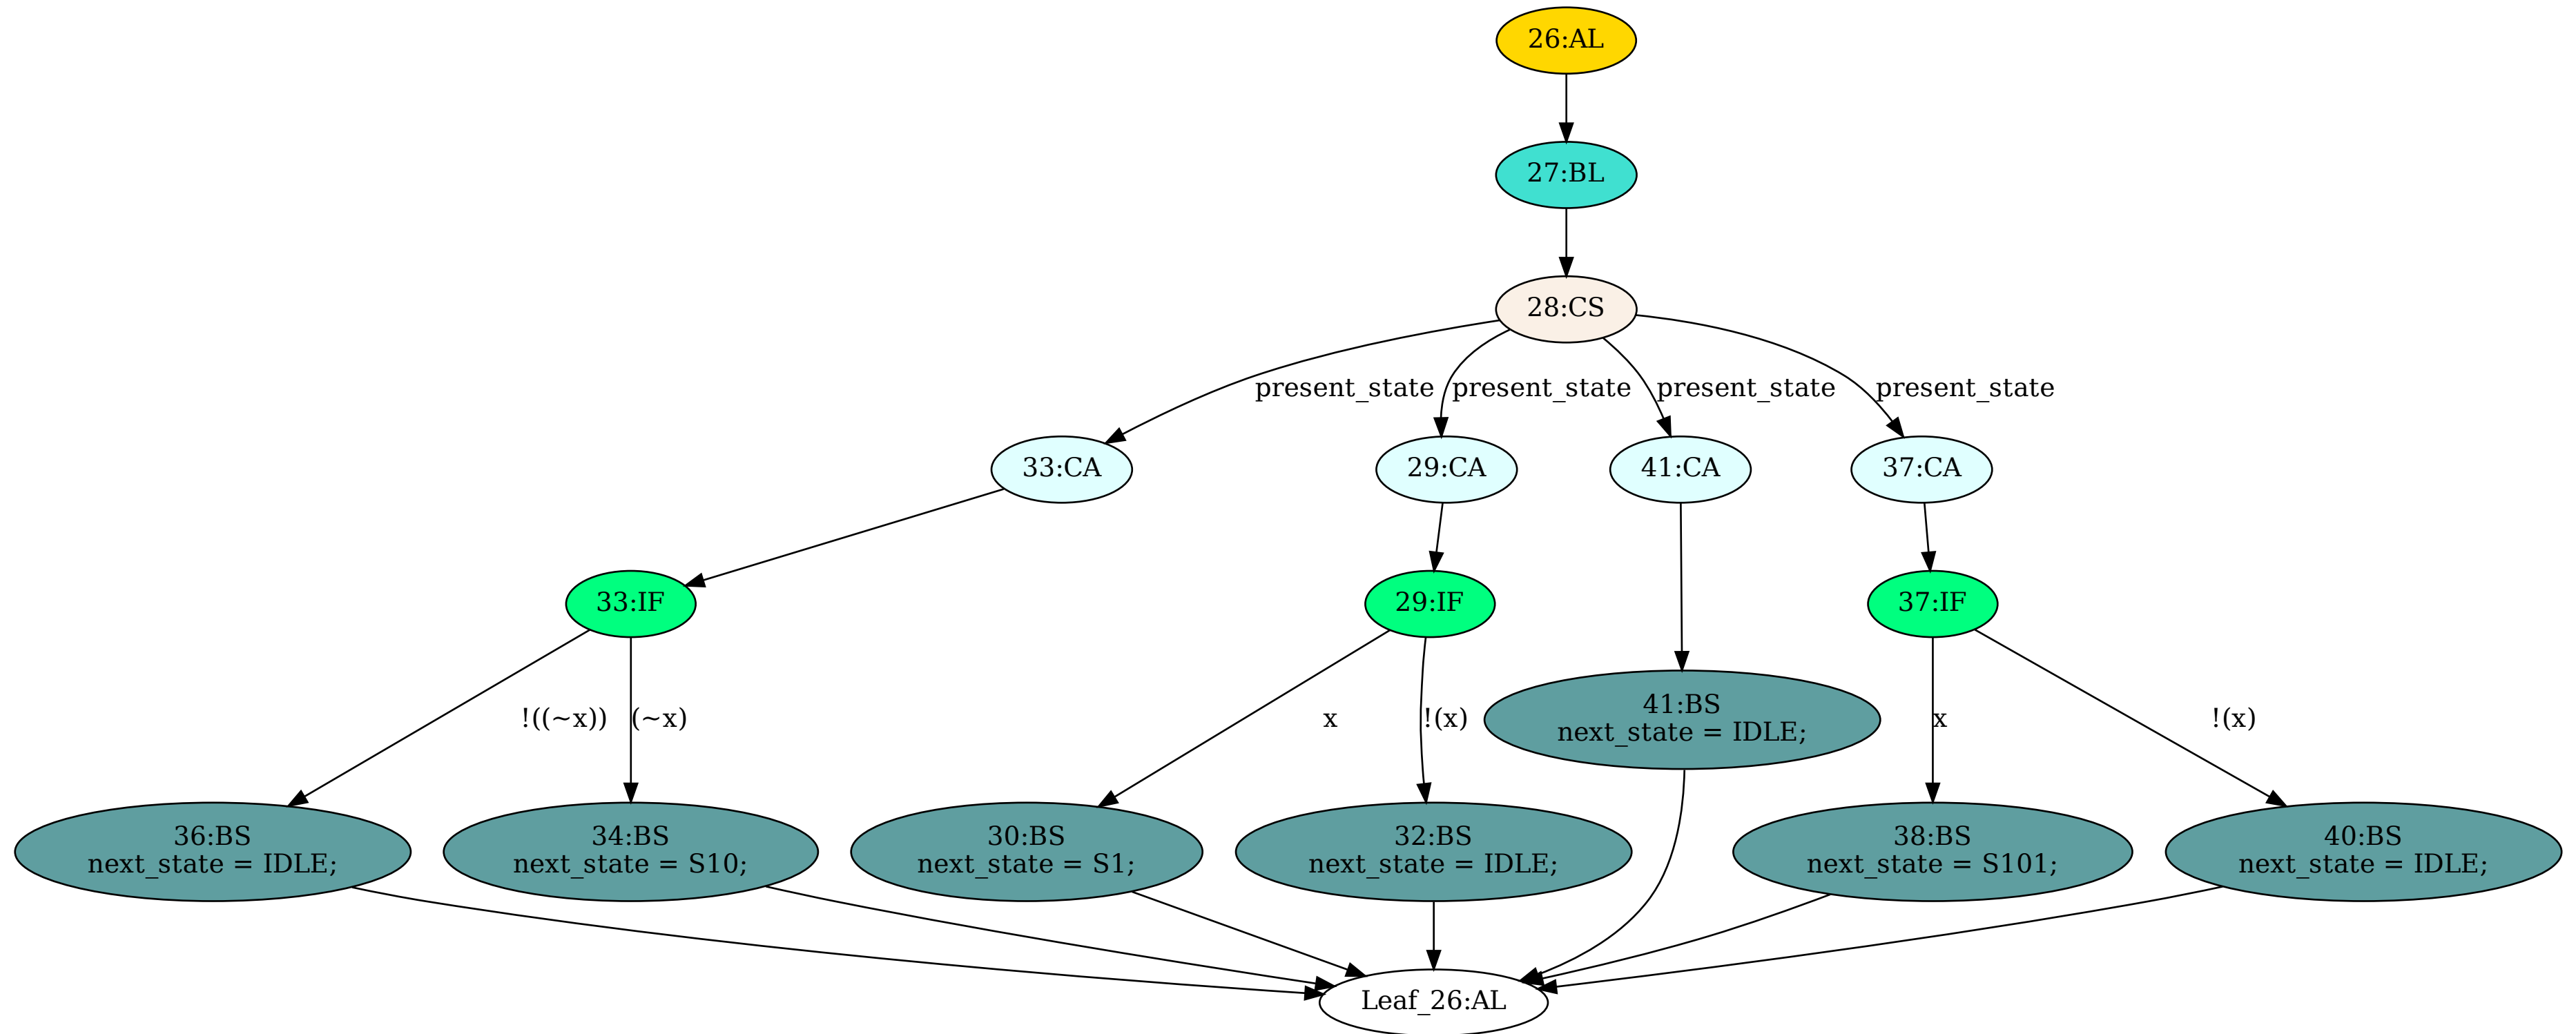 26:AL
27:BL
28:CS
present_state
present_state
present_state
present_state
33:CA
29:CA
41:CA
37:CA
33:IF
29:IF
37:IF
!((~x))
(~x)
x
!(x)
41:BS
next_state = IDLE;
x
!(x)
36:BS
next_state = IDLE;
34:BS
next_state = S10;
30:BS
next_state = S1;
32:BS
next_state = IDLE;
38:BS
next_state = S101;
40:BS
next_state = IDLE;
Leaf_26:AL